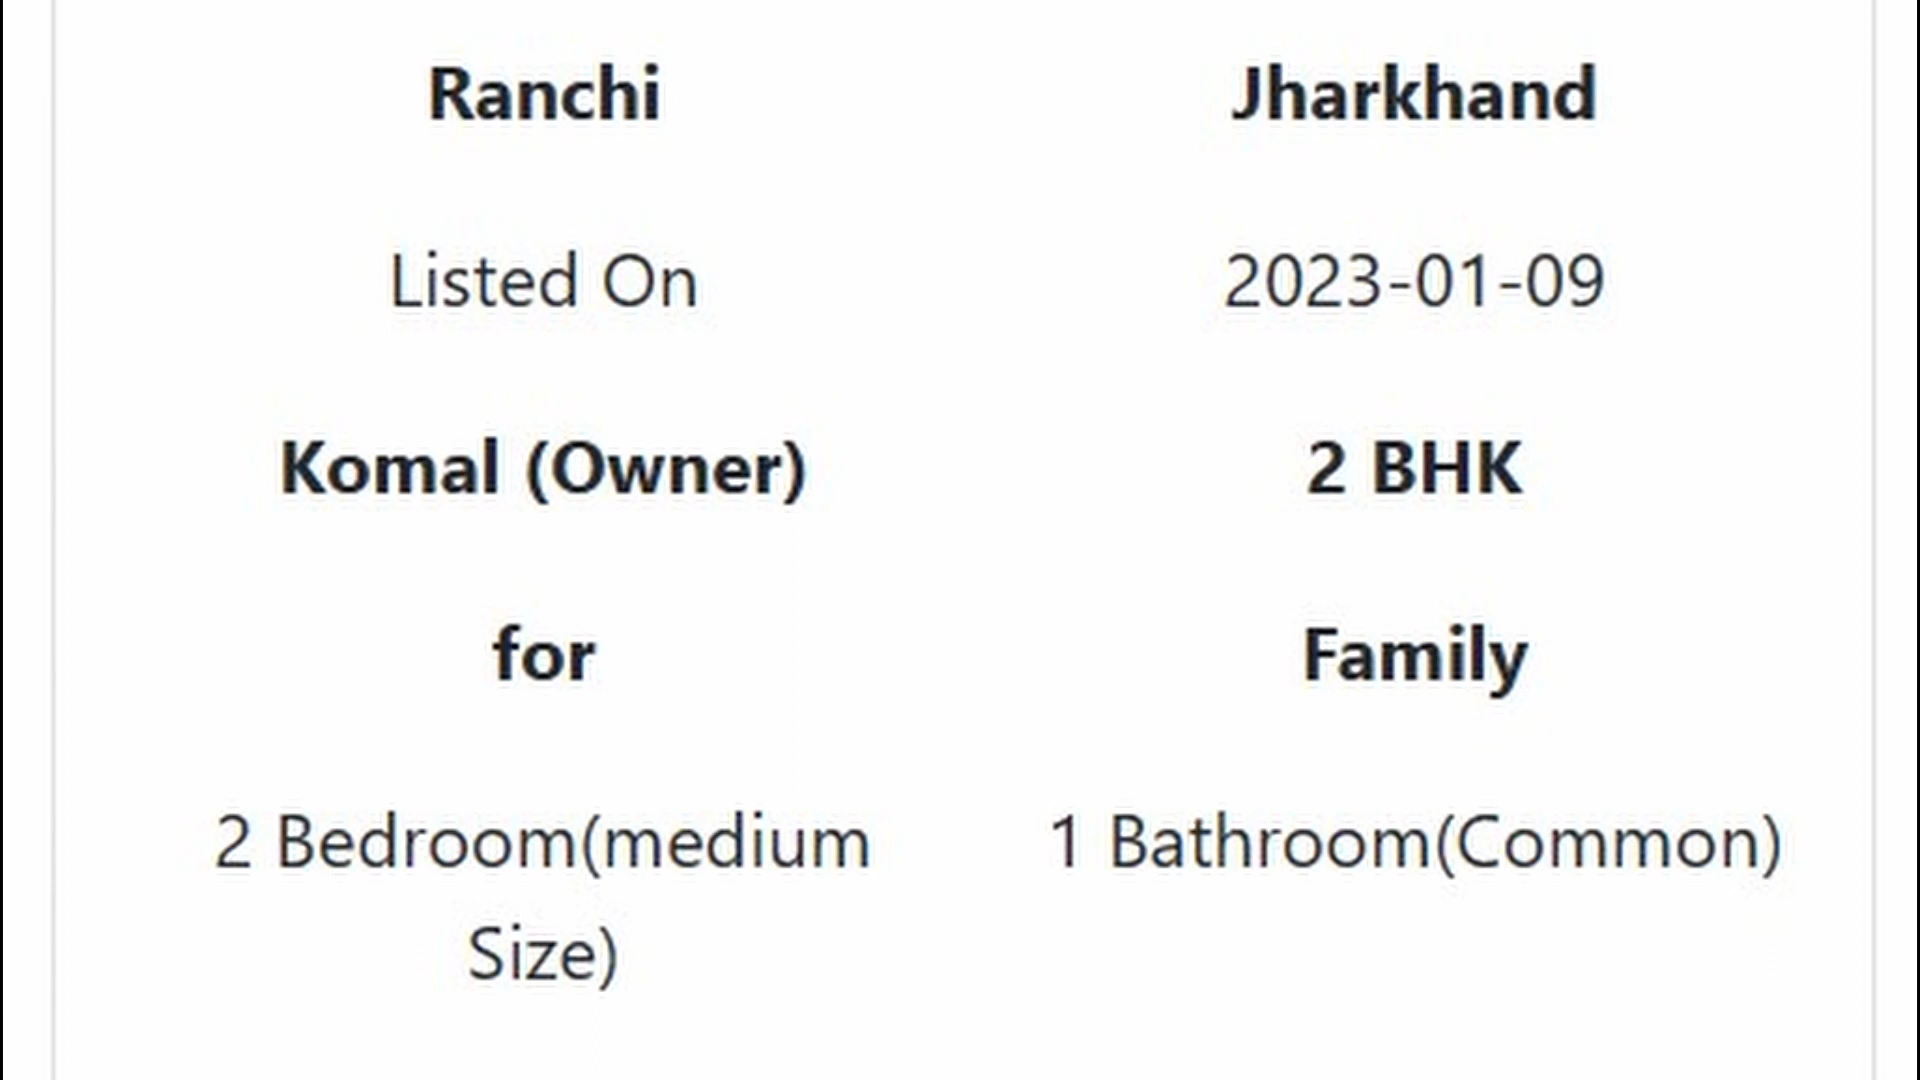 Ranchi
Jharkhand
Listed On
2023-01-09
Komal (Owner)
2 BHK
for
Family
2 Bedroom(medium
Size)
1 Bathroom(Common)